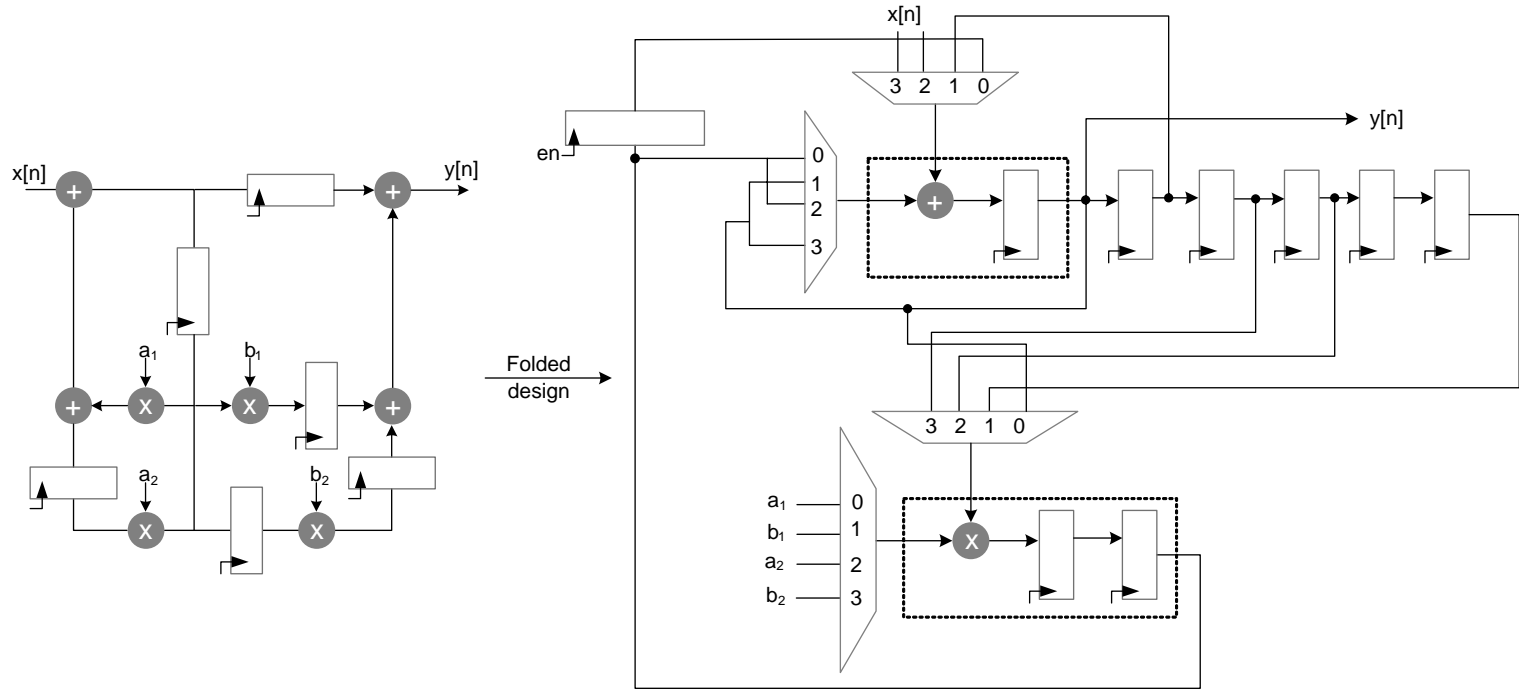 x[n]
y[n]
+
+
a₁
b₁
+
x
x
+
a₂
b₂
x
x
Folded
design
x[n]
3 2 1 0
en
0
1
2
3
+
y[n]
3 2 1 0
a₁
b₁
a₂
b₂
0
1
2
3
x